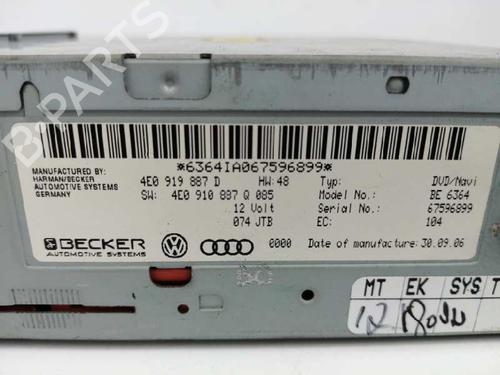 *6364IA067596899*
MANUFACTURED BY:
HARMAN/BECKER
AUTOMOTIVE SYSTEMS
GERMANY
4E0 919 887 D HW: 48 Typ: DVD/Navi
SW: 4E0 910 887 Q 085 Model No.: BE 6364
12 Volt Serial No.: 67596899
074 JTB EC: 104
BECKER
AUTOMOTIVE SYSTEMS
0000 Date of manufacture: 30.09.06
MT EK SYS T
B-PARTS